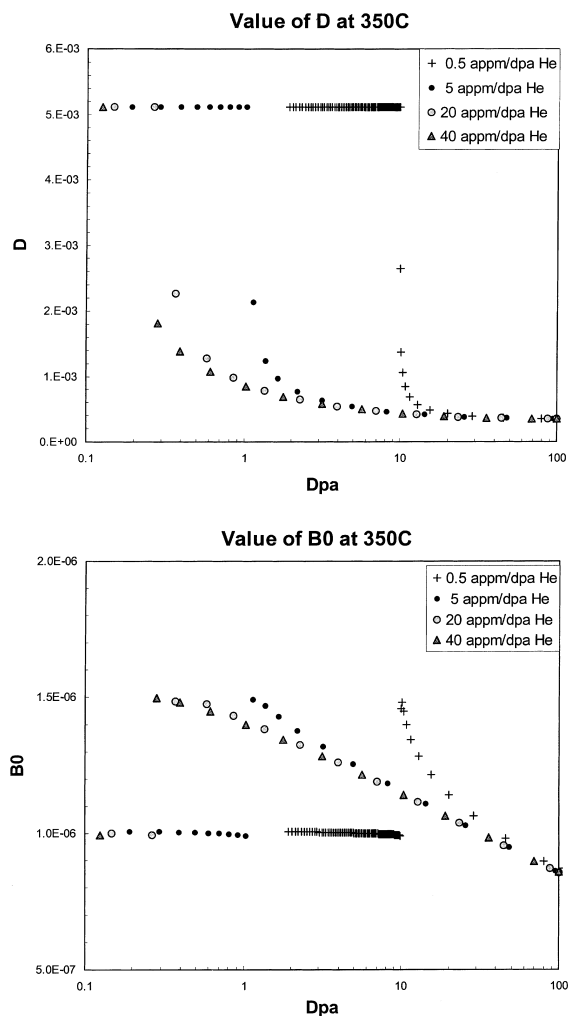 Value of D at 350C
6.E-03
5.E-03
4.E-03
3.E-03
2.E-03
1.E-03
0.E+00
D
0.5 appm/dpa He
5 appm/dpa He
20 appm/dpa He
40 appm/dpa He
0.1
1
10
100
Dpa
Value of B0 at 350C
2.0E-06
1.5E-06
1.0E-06
5.0E-07
B0
0.5 appm/dpa He
5 appm/dpa He
20 appm/dpa He
40 appm/dpa He
0.1
1
10
100
Dpa